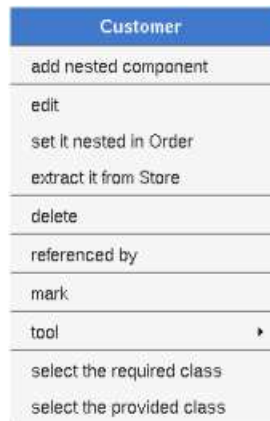 Customer
add nested component
edit
set it nested in Order
extract it from Store
delete
referenced by
mark
tool
select the required class
select the provided class